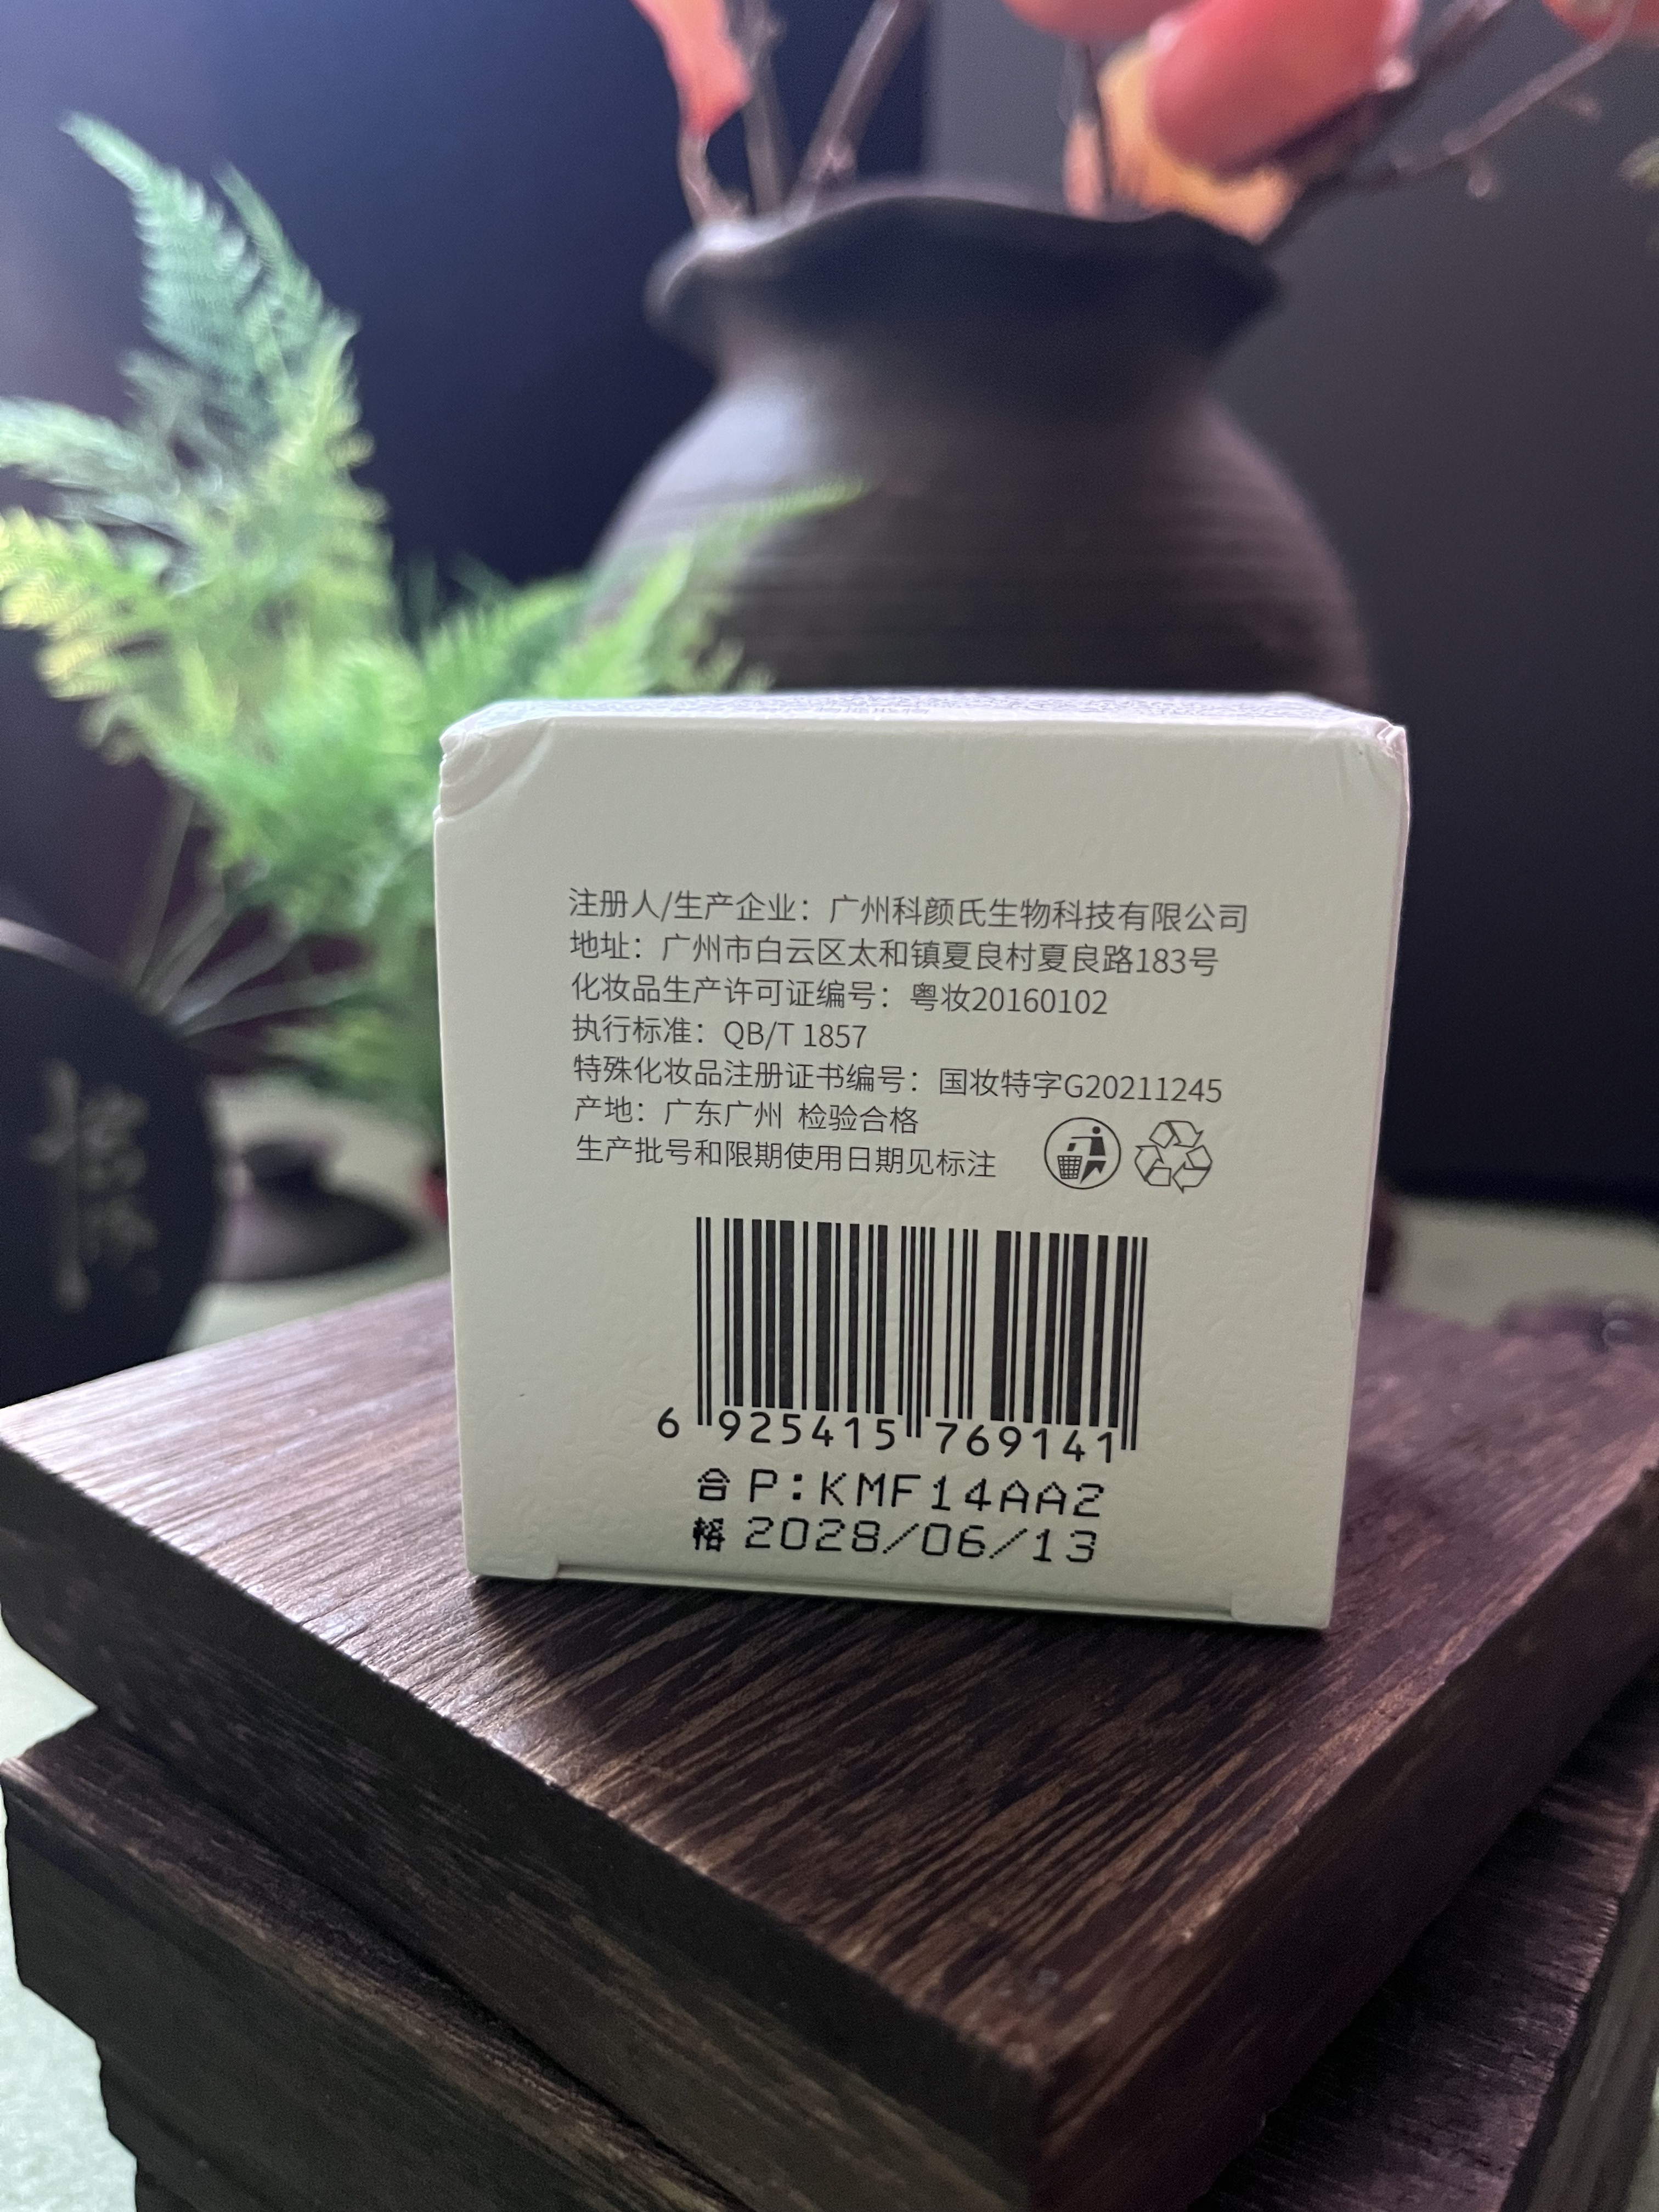 注册人/生产企业：广州科颜氏生物科技有限公司
地址：广州市白云区太和镇夏良村夏良路183号
化妆品生产许可证编号：粤妆20160102
执行标准：QB/T 1857
特殊化妆品注册证书编号：国妆特字G20211245
产地：广东广州 检验合格
生产批号和限期使用日期见标注
6 925415 769141
合 P:KMF14AA2
格 2028/06/13